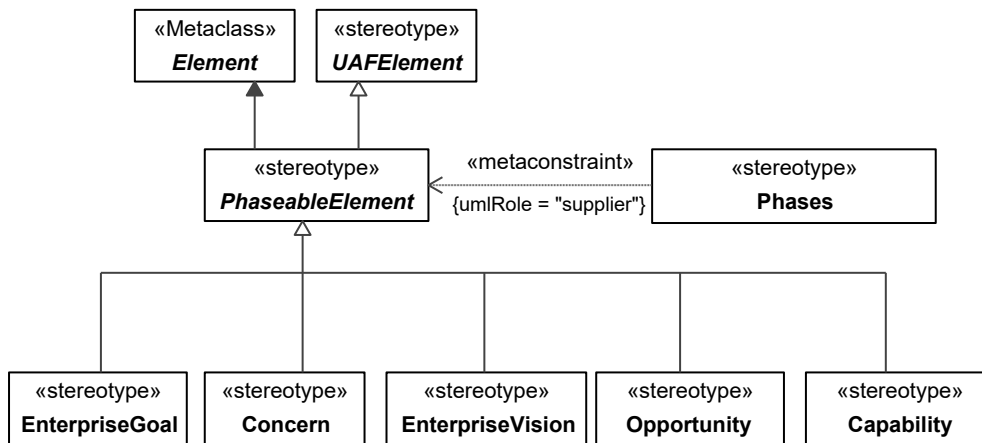 «Metaclass»
Element
«stereotype»
UAFElement
«stereotype»
PhaseableElement
«metaconstraint»
{umlRole = "supplier"}
«stereotype»
Phases
«stereotype»
EnterpriseGoal
«stereotype»
Concern
«stereotype»
EnterpriseVision
«stereotype»
Opportunity
«stereotype»
Capability